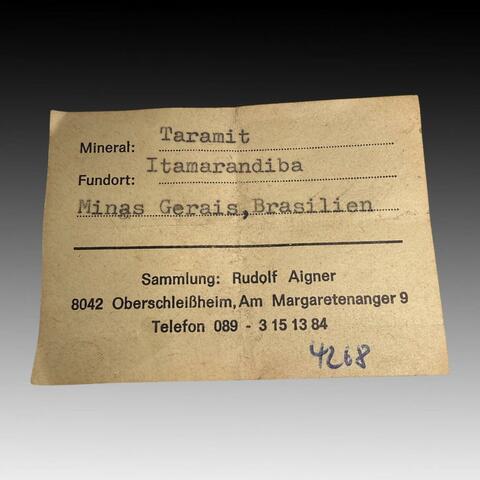 Mineral: Taramit
Fundort: Itamarandiba
Minas Gerais, Brasilien
Sammlung: Rudolf Aigner
8042 Oberschleißheim, Am Margaretenanger 9
Telefon 089 - 3 15 13 84
4268